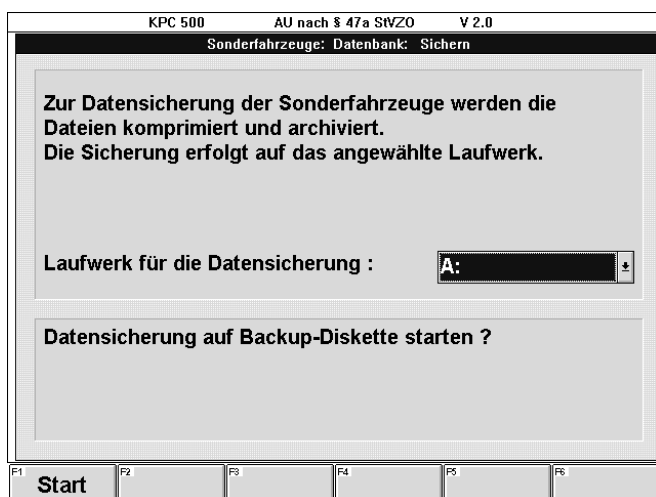 KPC 500 AU nach § 47a StVZO V 2.0
Sonderfahrzeuge: Datenbank: Sichern
Zur Datensicherung der Sonderfahrzeuge werden die
Dateien komprimiert und archiviert.
Die Sicherung erfolgt auf das angewählte Laufwerk.
Laufwerk für die Datensicherung : A:
Datensicherung auf Backup-Diskette starten ?
F1 Start F2 F3 F4 F5 F6